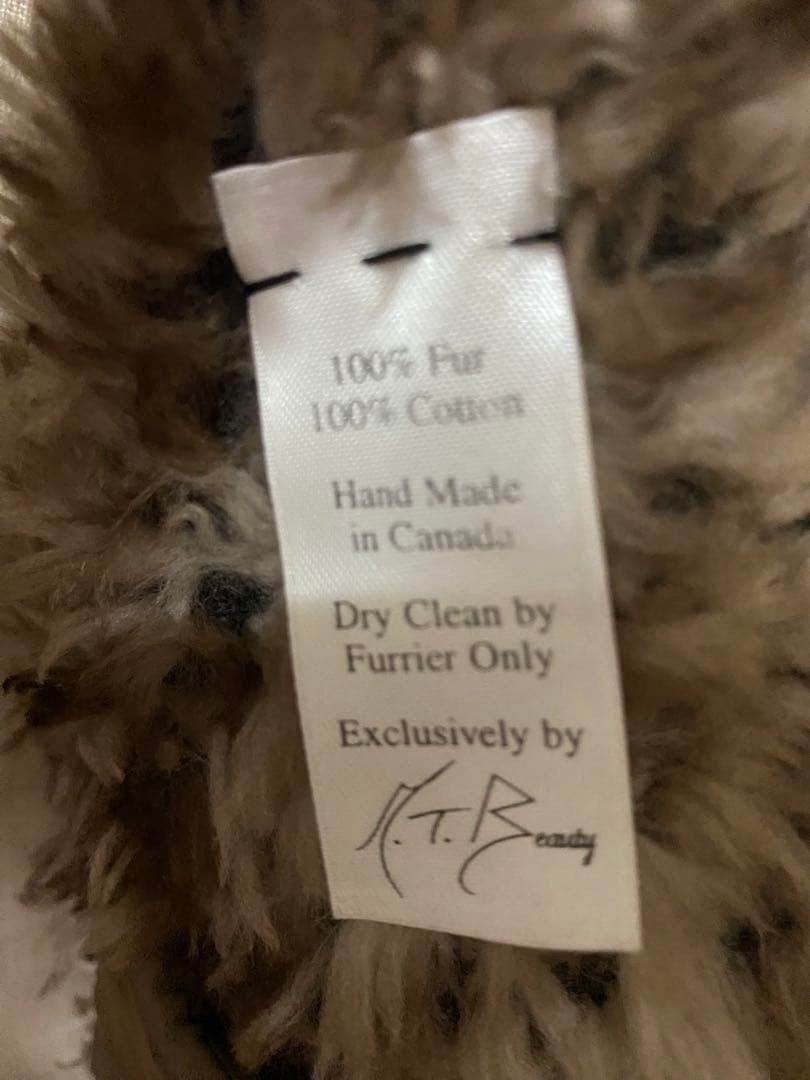 100% Fur
100% Cotton
Hand Made
in Canada
Dry Clean by
Furrier Only
Exclusively by
M.T.Beauty